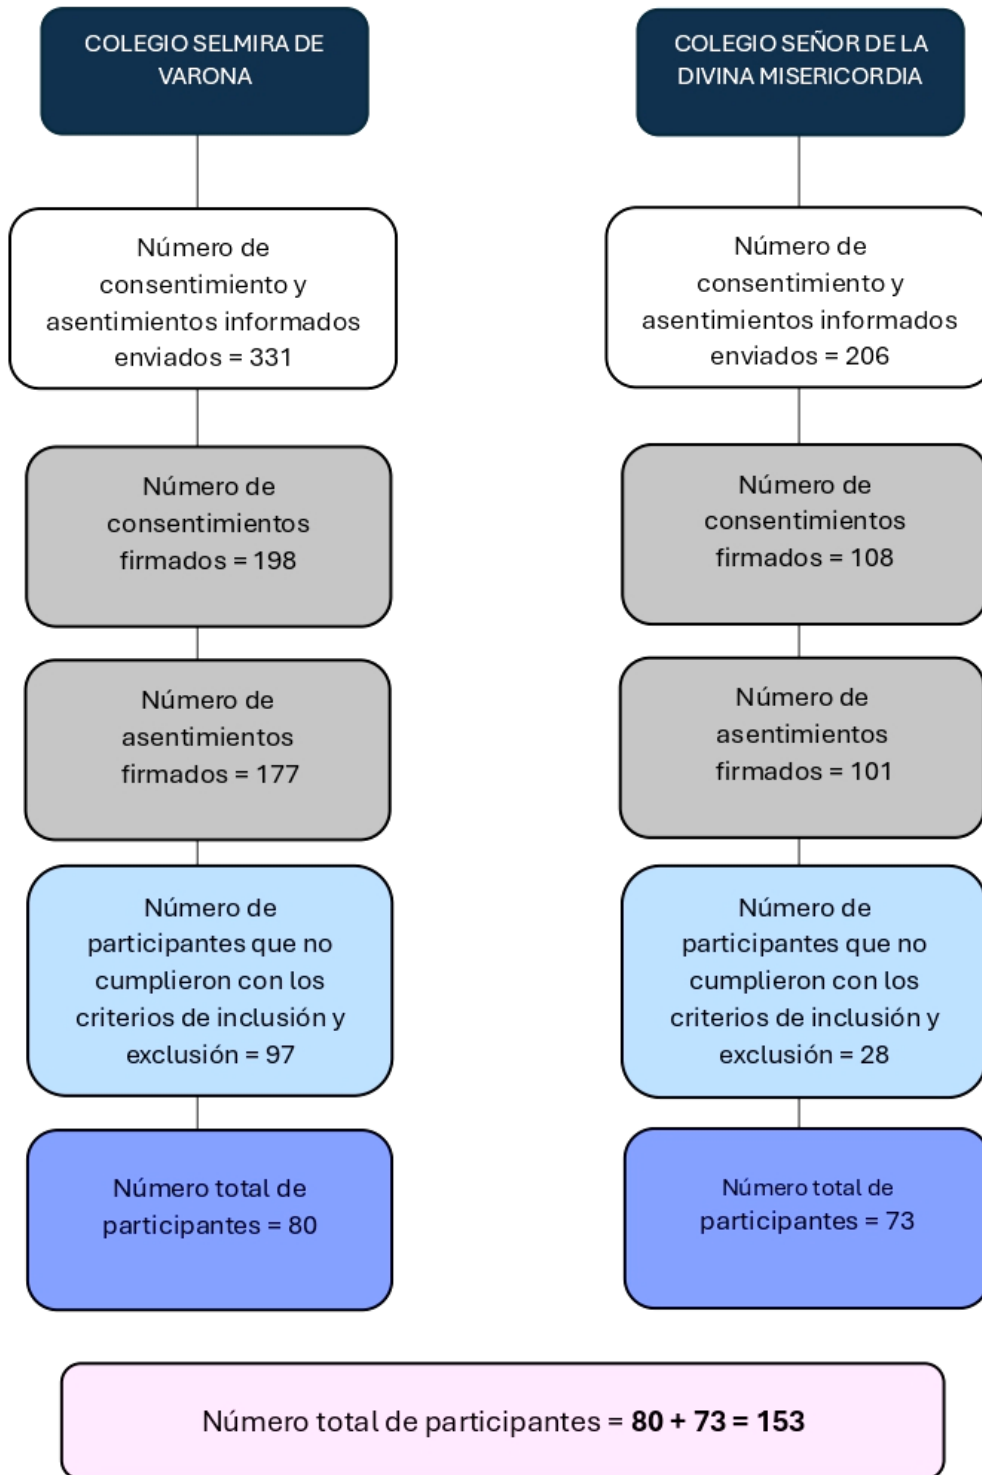 COLEGIO SELMIRA DE
VARONA
Número de
consentimiento y
asentimientos informados
enviados = 331
Número de
consentimientos
firmados = 198
Número de
asentimientos
firmados = 177
Número de
participantes que no
cumplieron con los
criterios de inclusión y
exclusión = 97
Número total de
participantes = 80
COLEGIO SEÑOR DE LA
DIVINA MISERICORDIA
Número de
consentimiento y
asentimientos informados
enviados = 206
Número de
consentimientos
firmados = 108
Número de
asentimientos
firmados = 101
Número de
participantes que no
cumplieron con los
criterios de inclusión y
exclusión = 28
Número total de
participantes = 73
Número total de participantes = 80 + 73 = 153